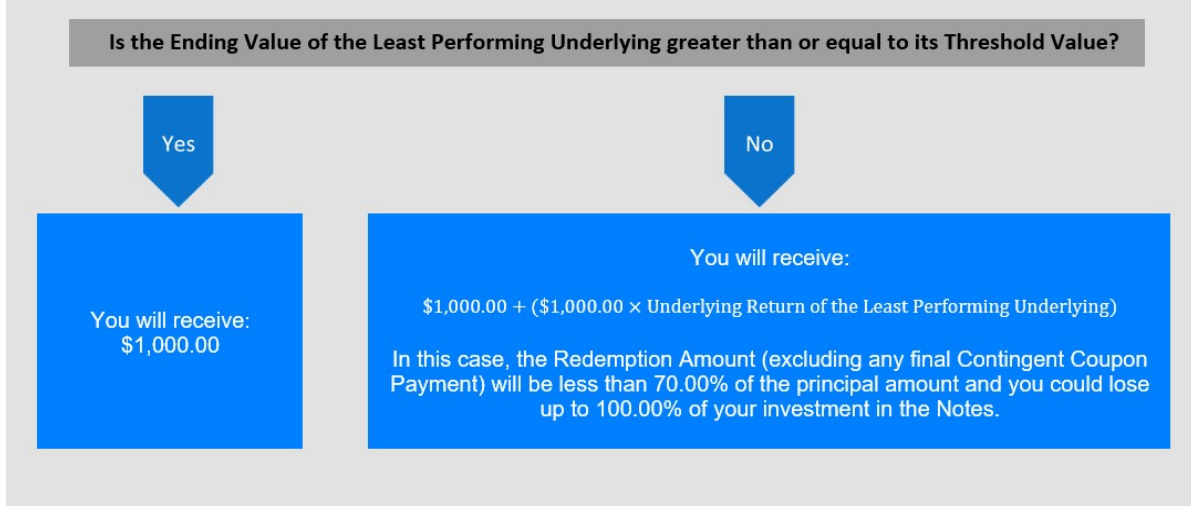 Is the Ending Value of the Least Performing Underlying greater than or equal to its Threshold Value?
Yes
No
You will receive:
$1,000.00
You will receive:
$1,000.00 + ($1,000.00 × Underlying Return of the Least Performing Underlying)
In this case, the Redemption Amount (excluding any final Contingent Coupon
Payment) will be less than 70.00% of the principal amount and you could lose
up to 100.00% of your investment in the Notes.